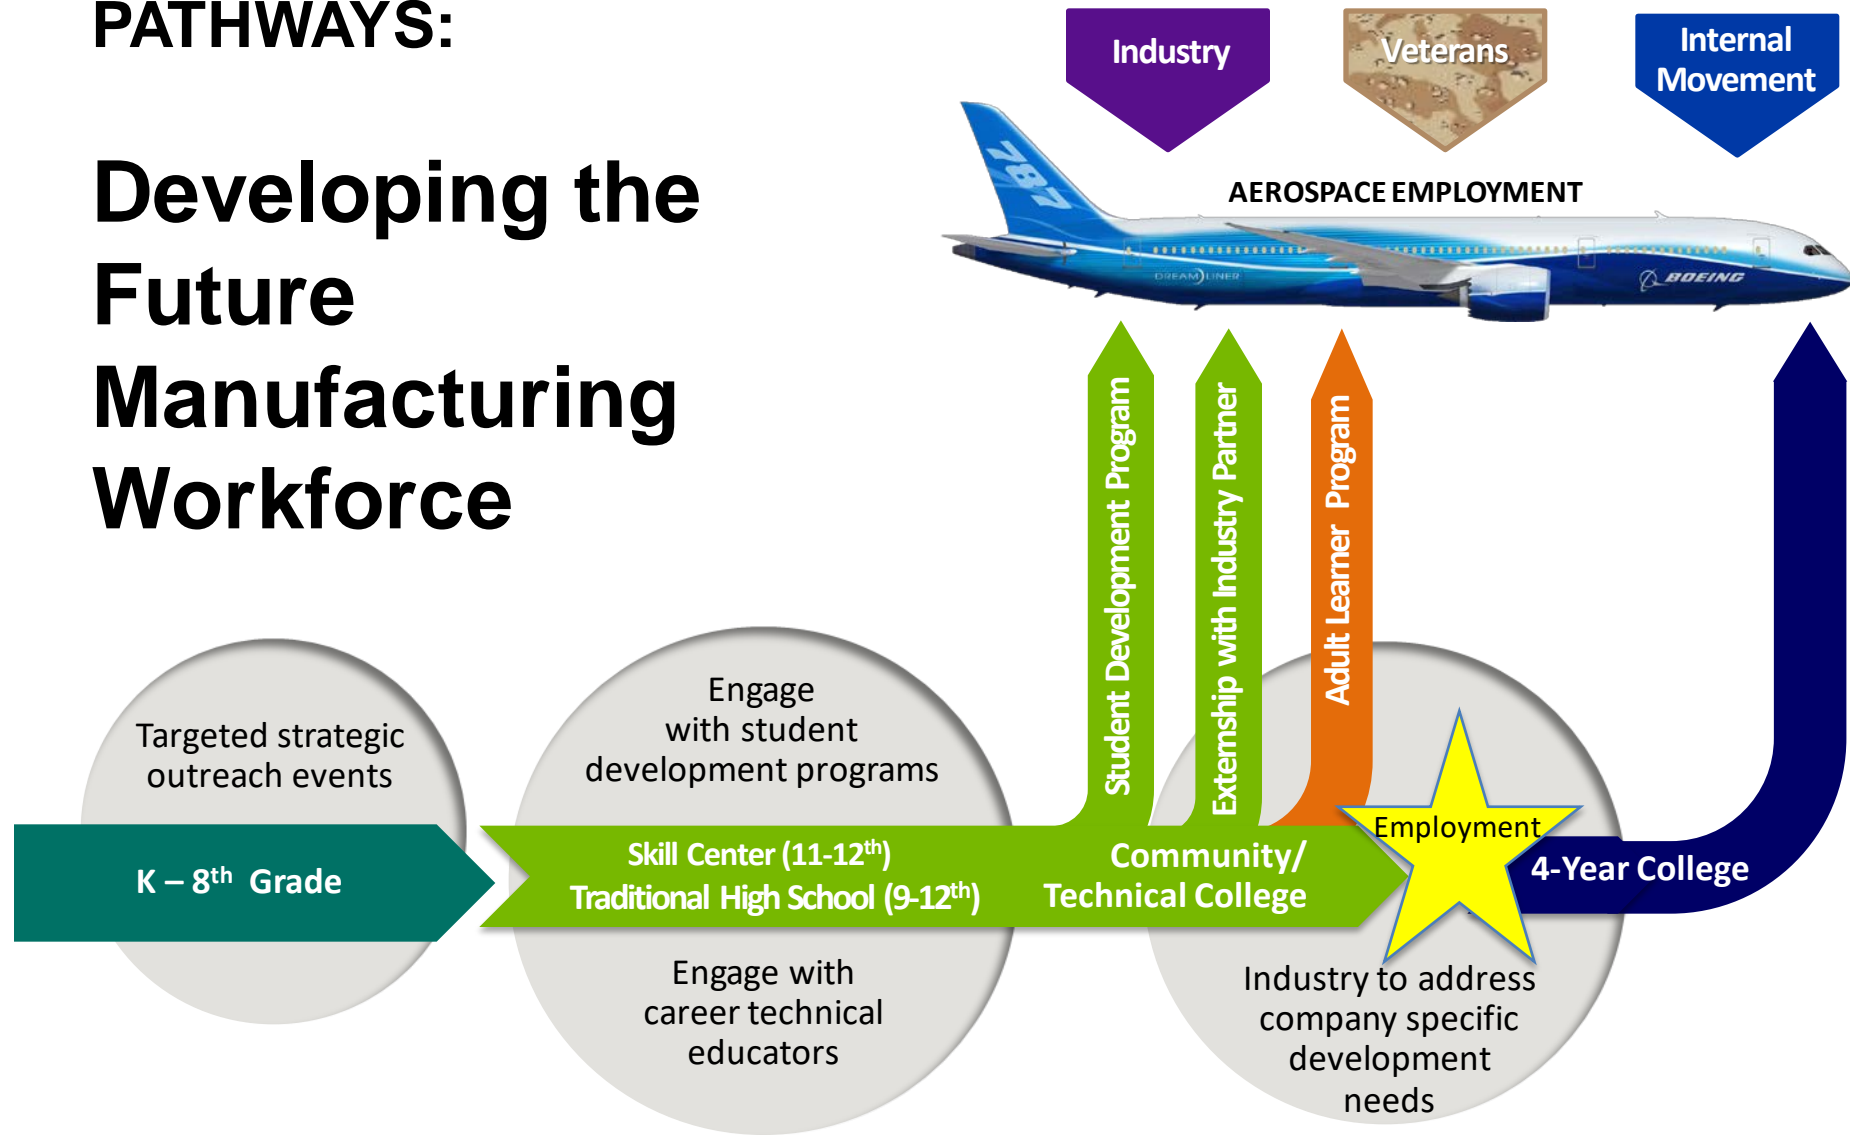 PATHWAYS:
Developing the
Future
Manufacturing
Workforce
Industry
Veterans
Internal
Movement
AEROSPACE EMPLOYMENT
787
DREAMLINER
BOEING
Student Development Program
Externship with Industry Partner
Adult Learner Program
Targeted strategic
outreach events
K – 8th Grade
Engage
with student
development programs
Skill Center (11-12th)
Traditional High School (9-12th)
Engage with
career technical
educators
Community/
Technical College
Employment
4-Year College
Industry to address
company specific
development
needs